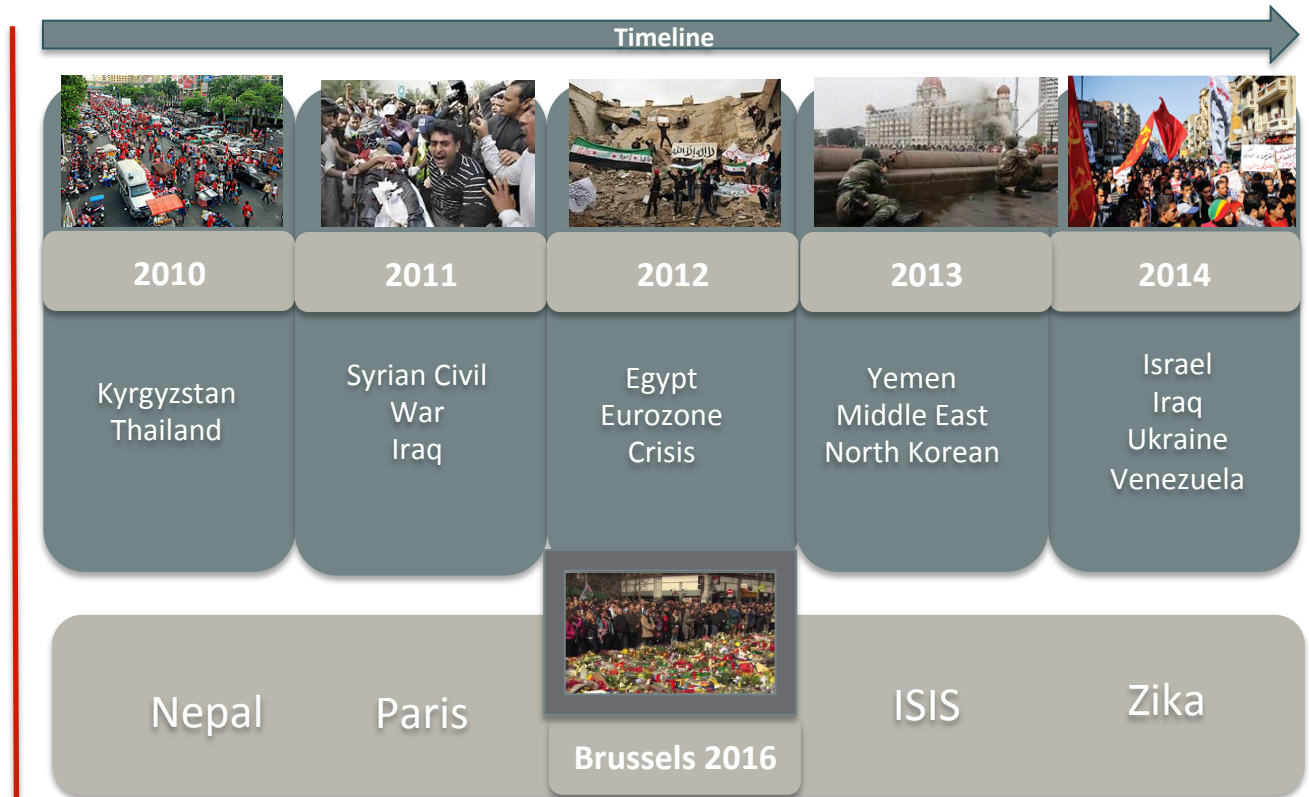 Timeline
2010
2011
2012
2013
2014
Kyrgyzstan
Thailand
Syrian Civil
War
Iraq
Egypt
Eurozone
Crisis
Yemen
Middle East
North Korean
Israel
Iraq
Ukraine
Venezuela
Nepal
Paris
Brussels 2016
ISIS
Zika